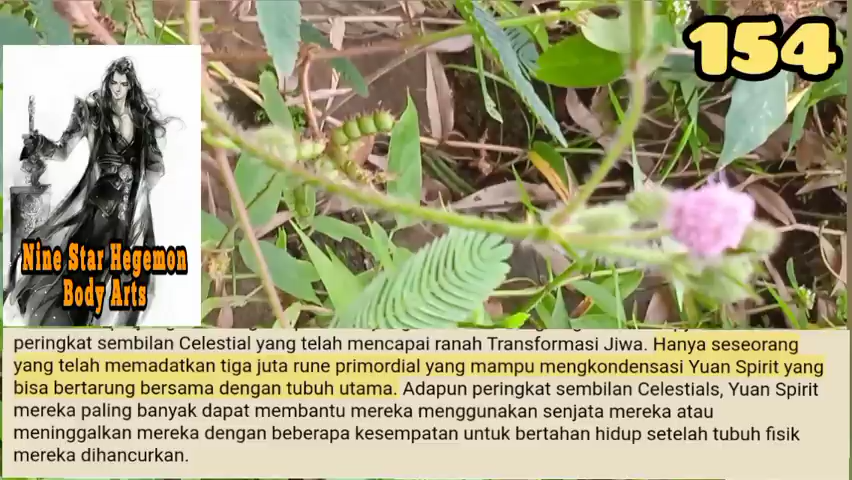 154
Nine Star Hegemon
Body Arts
peringkat sembilan Celestial yang telah mencapai ranah Transformasi Jiwa. Hanya seseorang
yang telah memadatkan tiga juta rune primordial yang mampu mengkondensasi Yuan Spirit yang
bisa bertarung bersama dengan tubuh utama. Adapun peringkat sembilan Celestials, Yuan Spirit
mereka paling banyak dapat membantu mereka menggunakan senjata mereka atau
meninggalkan mereka dengan beberapa kesempatan untuk bertahan hidup setelah tubuh fisik
mereka dihancurkan.